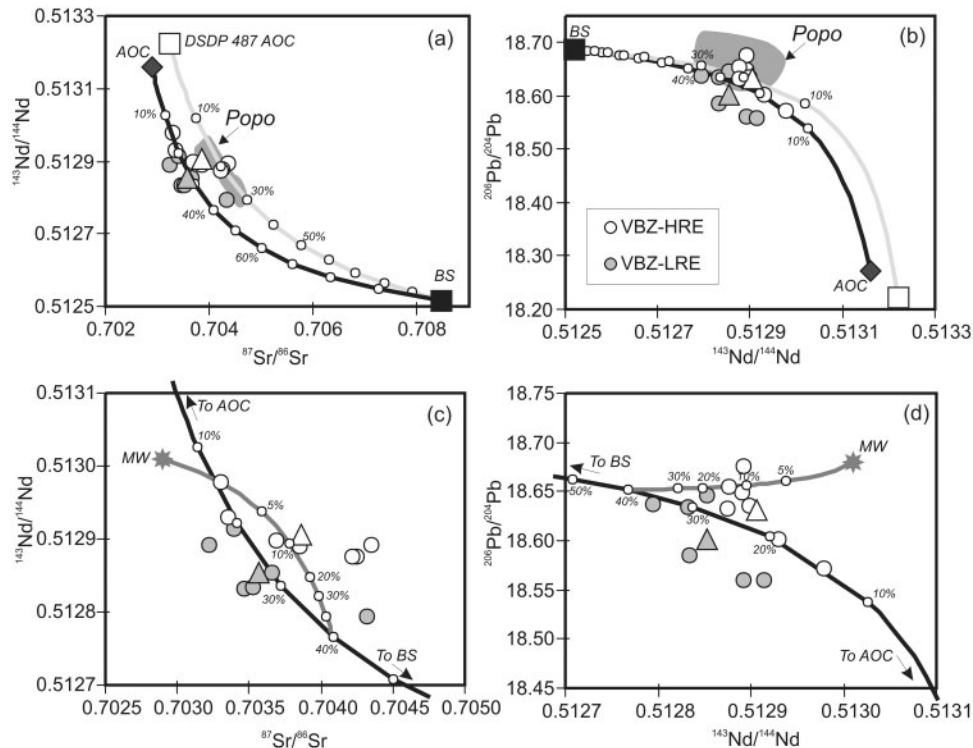 (a)
DSDP 487 AOC
AOC
10%
10%
Popo
30%
40%
50%
60%
BS
0.5133
0.5131
0.5129
0.5127
0.5125
¹⁴³Nd/¹⁴⁴Nd
0.702
0.704
0.706
0.708
⁸⁷Sr/⁸⁶Sr
(b)
BS
30%
40%
Popo
10%
10%
VBZ-HRE
VBZ-LRE
AOC
18.70
18.60
18.50
18.40
18.30
18.20
²⁰⁶Pb/²⁰⁴Pb
0.5125
0.5127
0.5129
0.5131
0.5133
¹⁴³Nd/¹⁴⁴Nd
(c)
To AOC
10%
MW
5%
10%
20%
30%
30%
40%
To BS
0.5131
0.5130
0.5129
0.5128
0.5127
¹⁴³Nd/¹⁴⁴Nd
0.7025
0.7030
0.7035
0.7040
0.7045
0.7050
⁸⁷Sr/⁸⁶Sr
(d)
To BS
MW
50%
40%
30%
20%
10%
5%
30%
20%
10%
To AOC
18.75
18.70
18.65
18.60
18.55
18.50
18.45
²⁰⁶Pb/²⁰⁴Pb
0.5127
0.5128
0.5129
0.5130
0.5131
¹⁴³Nd/¹⁴⁴Nd